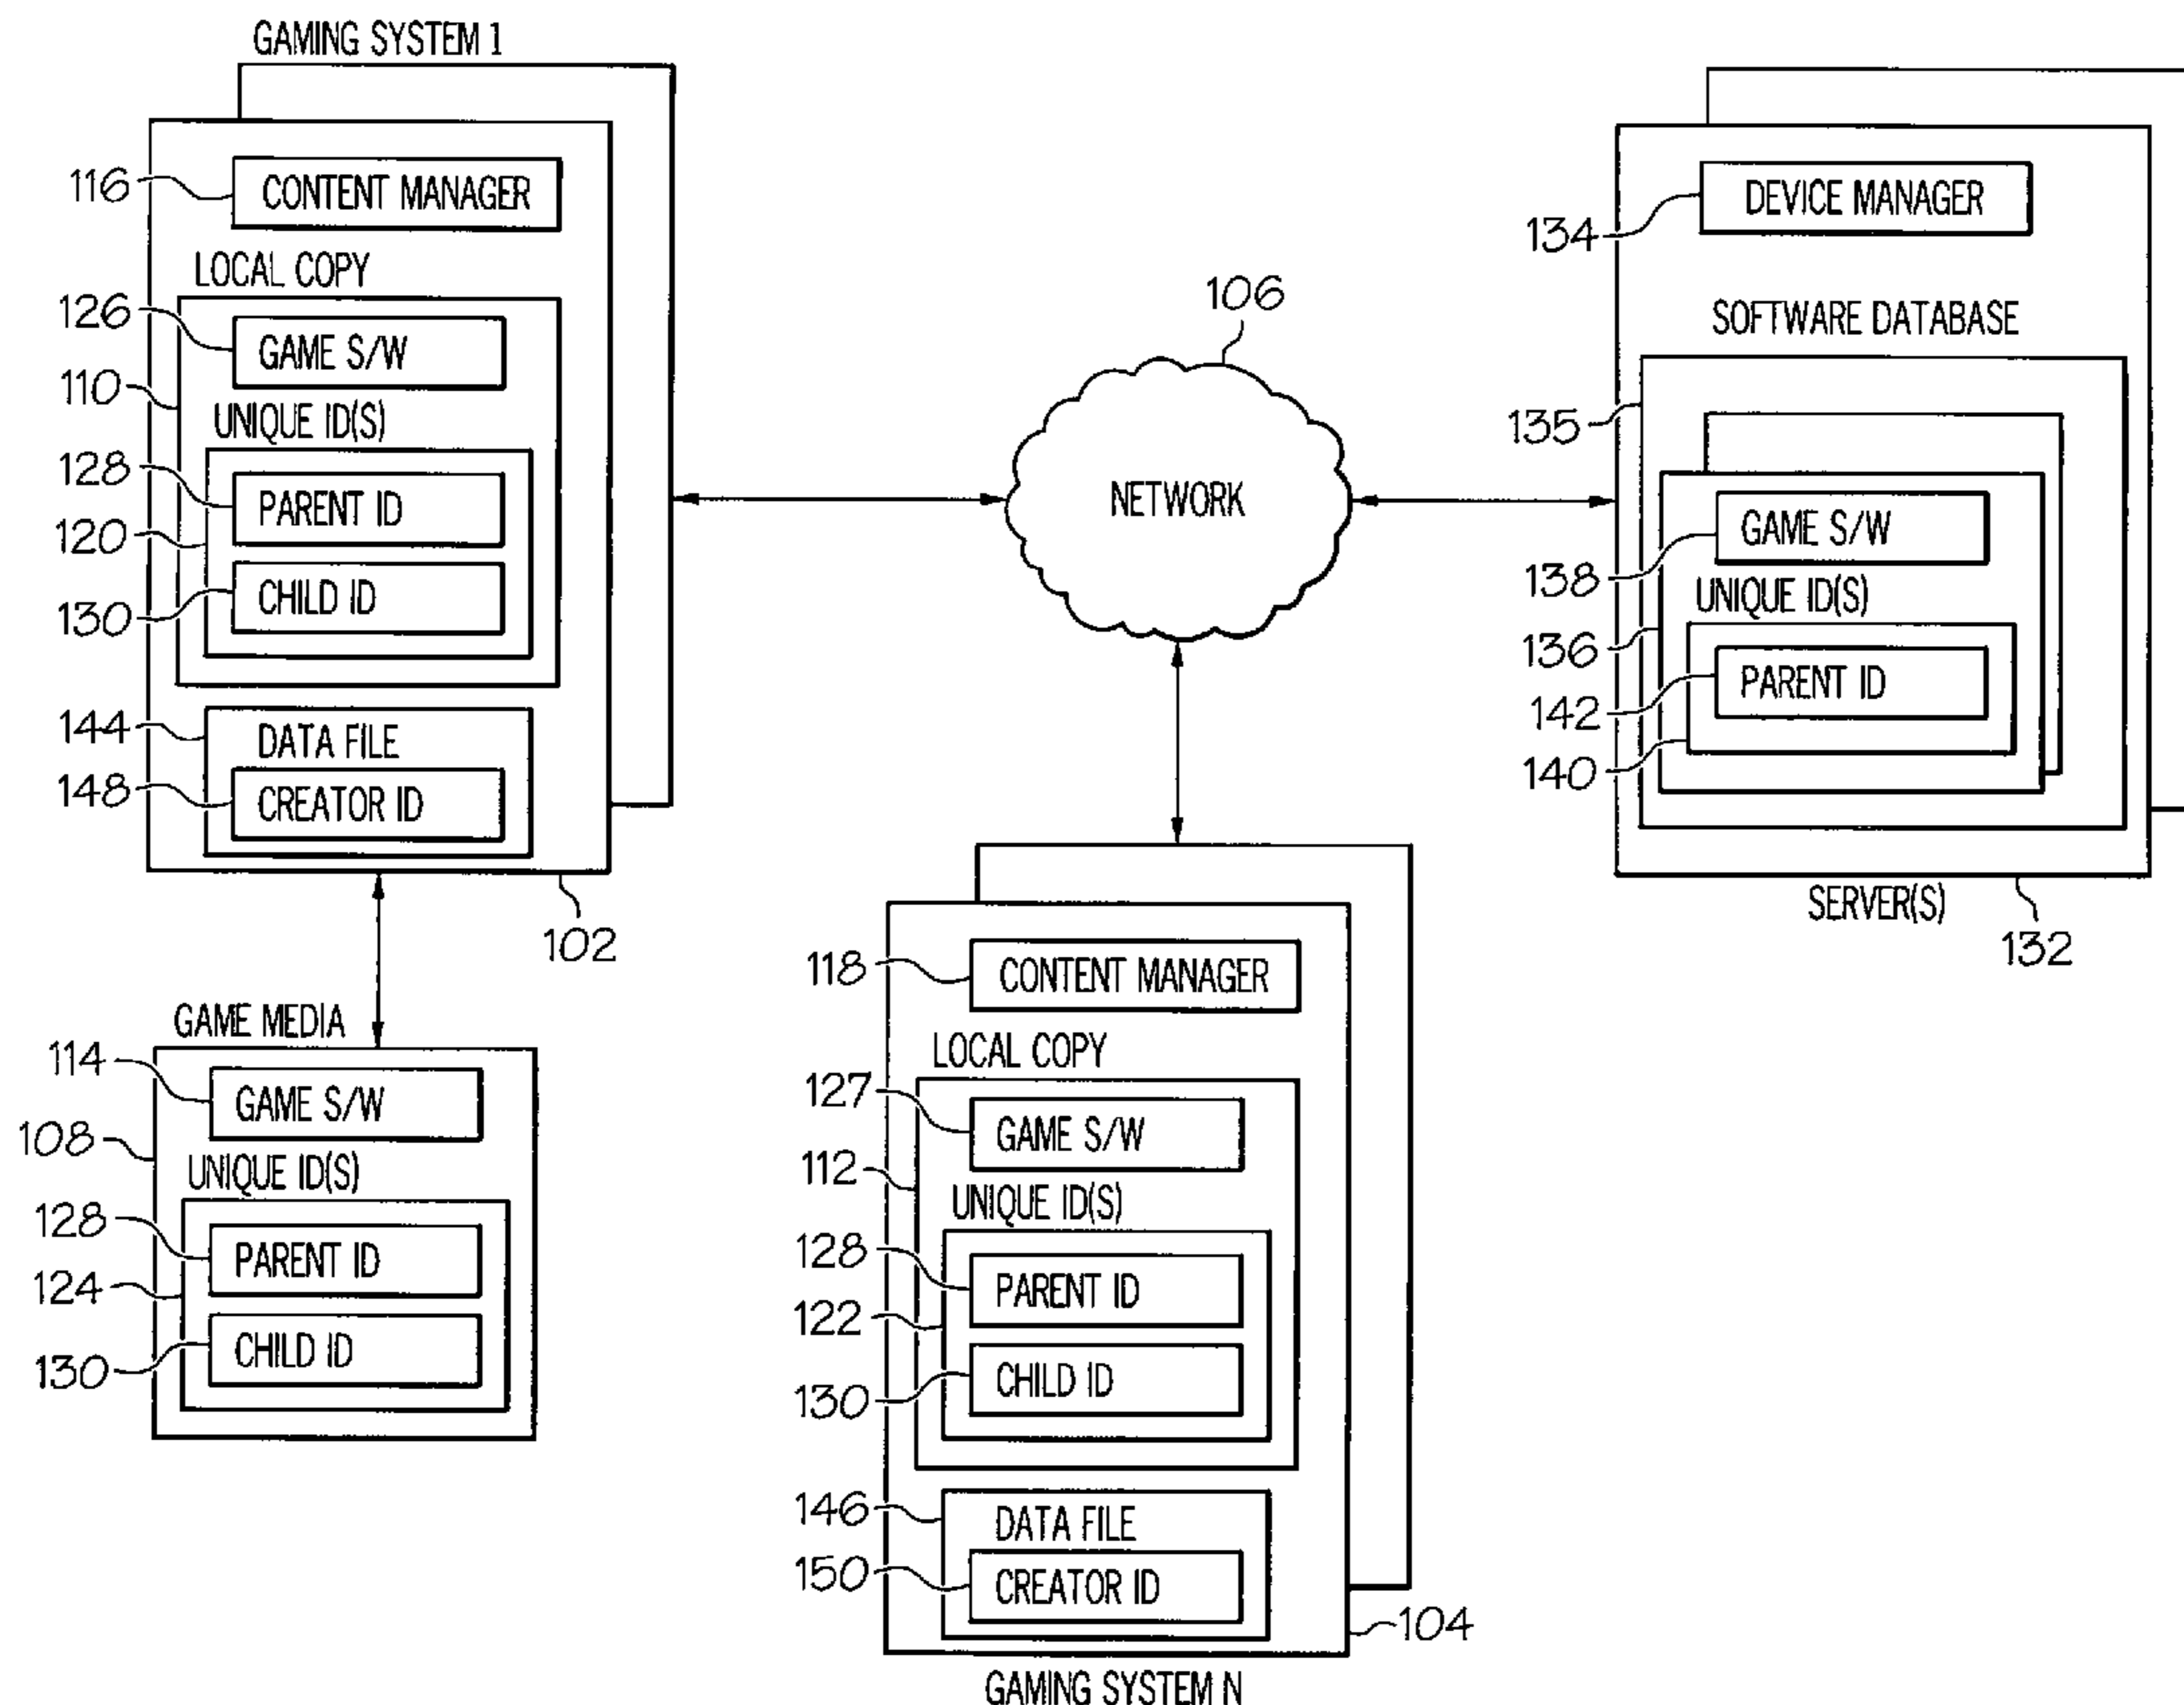 GAMING SYSTEM 1
116
CONTENT MANAGER
LOCAL COPY
126
GAME S/W
110
UNIQUE ID(S)
128
PARENT ID
120
CHILD ID
130
144
DATA FILE
148
CREATOR ID
102
GAME MEDIA
114
GAME S/W
108
UNIQUE ID(S)
128
PARENT ID
124
CHILD ID
130
106
NETWORK
134
DEVICE MANAGER
SOFTWARE DATABASE
135
GAME S/W
138
UNIQUE ID(S)
136
PARENT ID
142
140
SERVER(S)
132
118
CONTENT MANAGER
LOCAL COPY
127
GAME S/W
112
UNIQUE ID(S)
128
PARENT ID
122
CHILD ID
130
146
DATA FILE
150
CREATOR ID
104
GAMING SYSTEM N